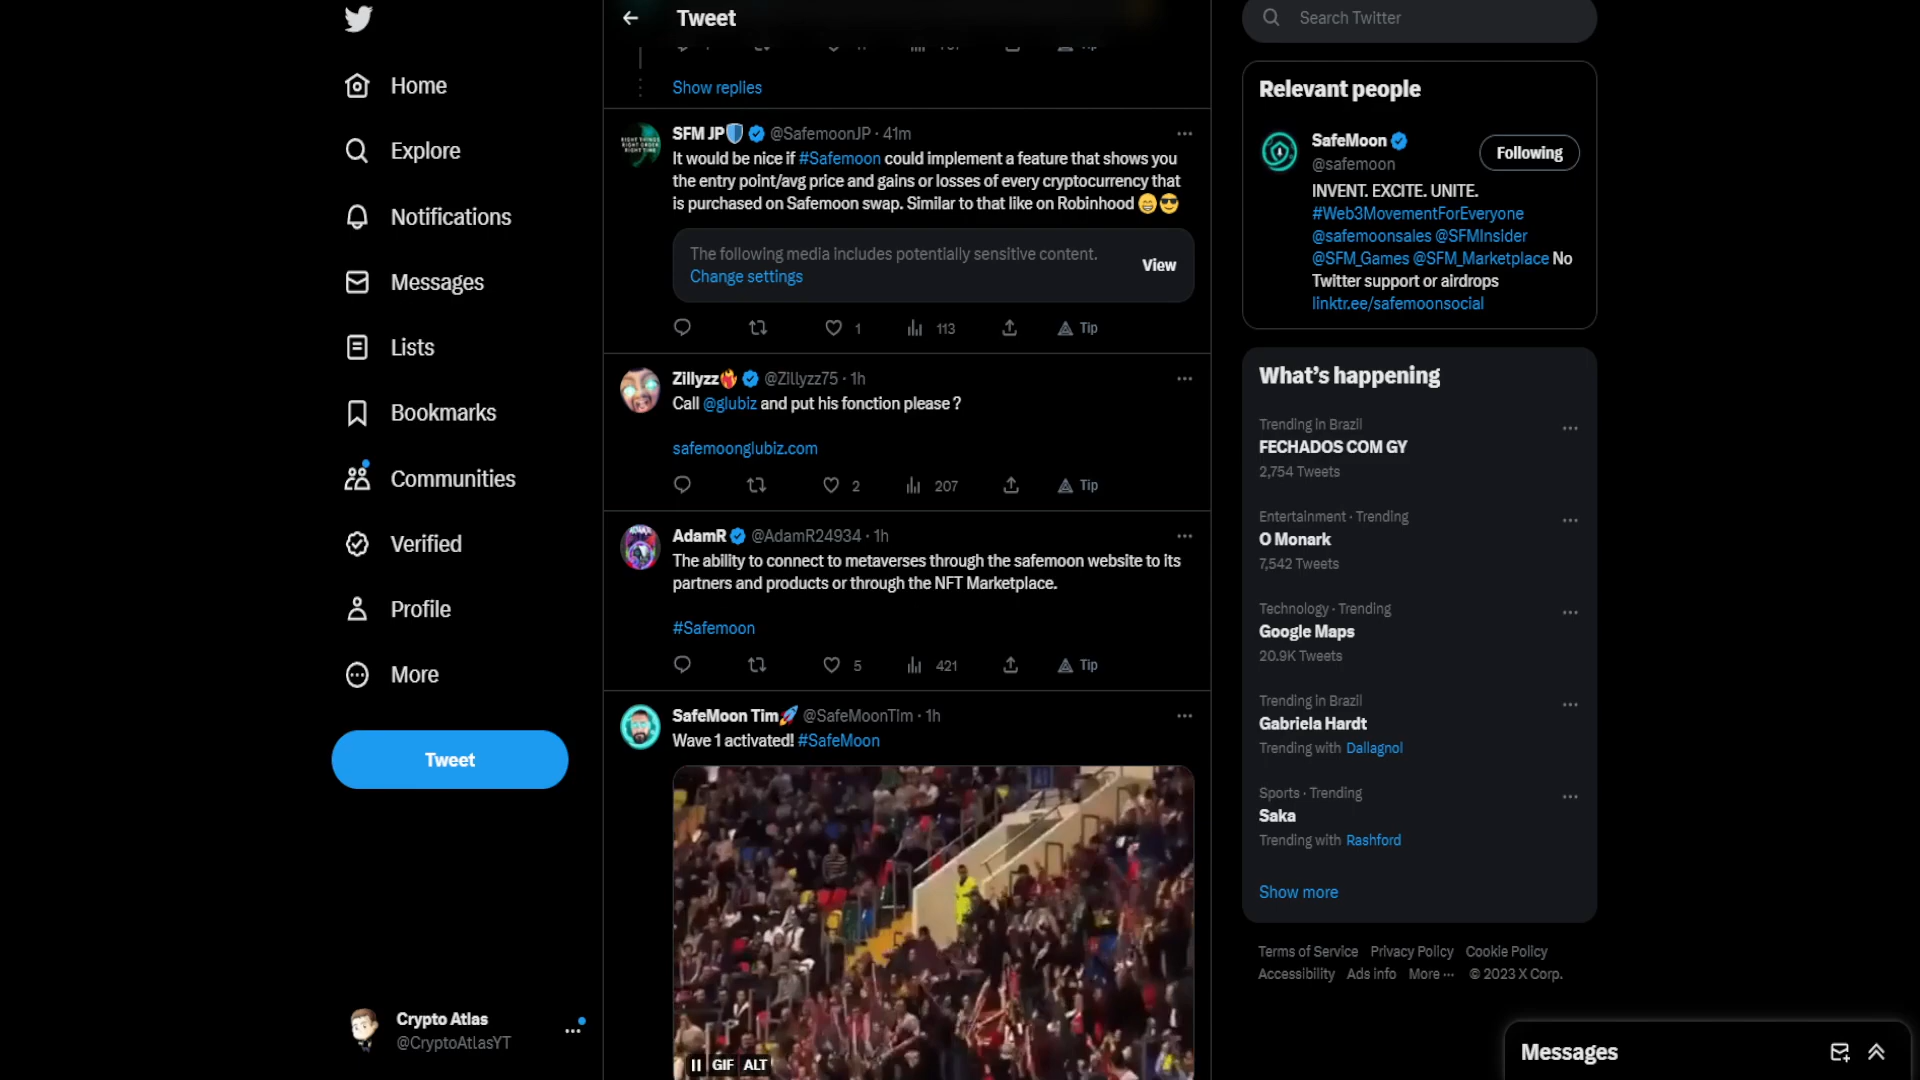 Home
Explore
Notifications
Messages
Lists
Bookmarks
Communities
Verified
Profile
More
Tweet
Crypto Atlas
@CryptoAtlasYT
Tweet
Show replies
SFM JP @SafemoonJP · 41m
It would be nice if #Safemoon could implement a feature that shows you
the entry point/avg price and gains or losses of every cryptocurrency that
is purchased on Safemoon swap. Similar to that like on Robinhood 😁😎
The following media includes potentially sensitive content.
Change settings
View
1 113 Tip
Zillyzz @Zillyzz75 · 1h
Call @glubiz and put his fonction please ?
safemoonglubiz.com
2 207 Tip
AdamR @AdamR24934 · 1h
The ability to connect to metaverses through the safemoon website to its
partners and products or through the NFT Marketplace.
#Safemoon
5 421 Tip
SafeMoon Tim🚀 @SafeMoonTim · 1h
Wave 1 activated! #SafeMoon
GIF ALT
Search Twitter
Relevant people
SafeMoon
@safemoon
Following
INVENT. EXCITE. UNITE.
#Web3MovementForEveryone
@safemoonsales @SFMInsider
@SFM_Games @SFM_Marketplace No
Twitter support or airdrops
linktr.ee/safemoonsocial
What's happening
Trending in Brazil
FECHADOS COM GY
2,754 Tweets
Entertainment · Trending
O Monark
7,542 Tweets
Technology · Trending
Google Maps
20.9K Tweets
Trending in Brazil
Gabriela Hardt
Trending with Dallagnol
Sports · Trending
Saka
Trending with Rashford
Show more
Terms of Service Privacy Policy Cookie Policy
Accessibility Ads info More ··· © 2023 X Corp.
Messages